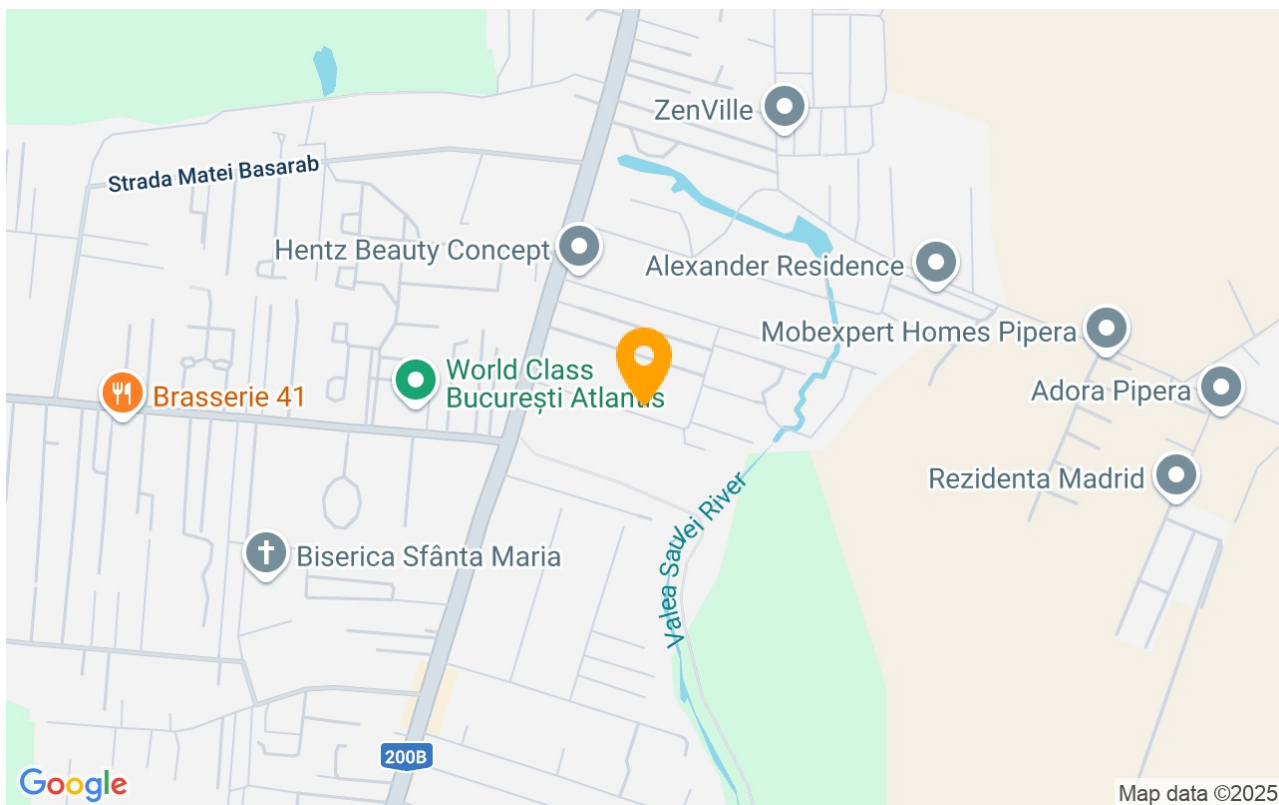 ZenVille
Strada Matei Basarab
Hentz Beauty Concept
Alexander Residence
Mobexpert Homes Pipera
World Class
București Atlantis
Brasserie 41
Adora Pipera
Rezidenta Madrid
Valea Saulei River
Biserica Sfânta Maria
200B
Google
Map data ©2025